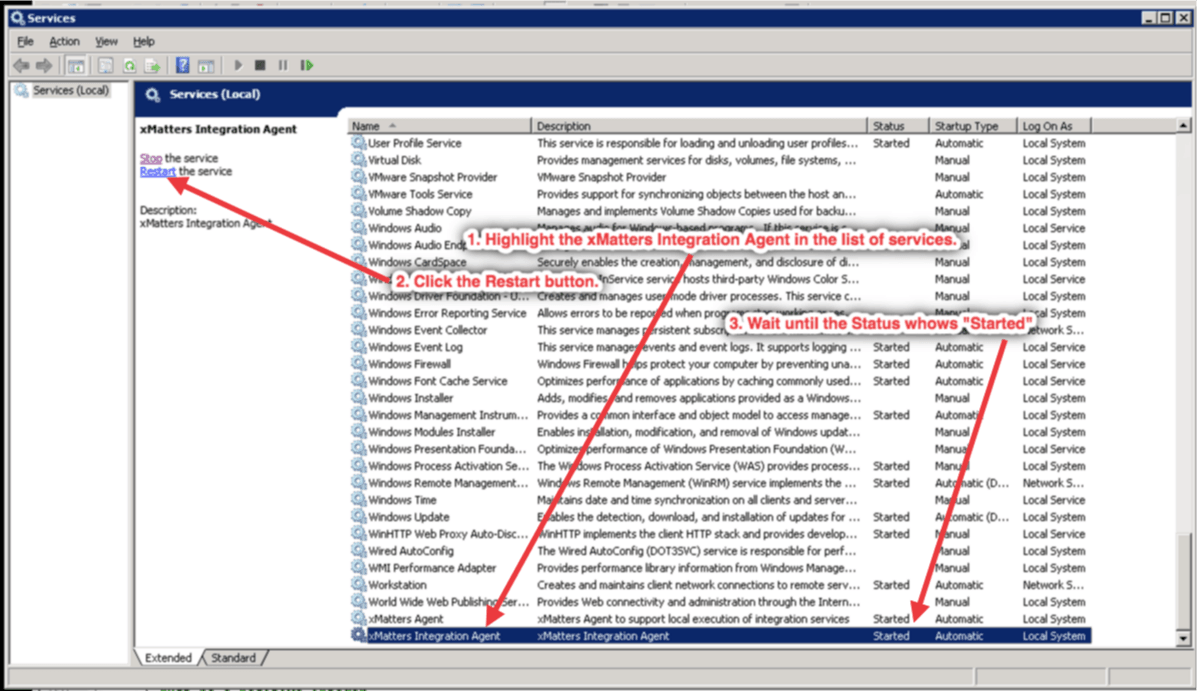 Services
File Action View Help
Services (Local)
Services (Local)
xMatters Integration Agent
Stop the service
Restart the service
Description:
xMatters Integration Agent
Name Description Status Startup Type Log On As
User Profile Service This service is responsible for loading and unloading user profiles... Started Automatic Local System
Virtual Disk Provides management services for disks, volumes, file systems, ... Manual Local System
VMware Snapshot Provider VMware Snapshot Provider Manual Local System
VMware Tools Service Provides support for synchronizing objects between the host an... Automatic Local System
Volume Shadow Copy Manages and implements Volume Shadow Copies used for backu... Manual Local System
Windows Audio Manages audio for Windows-based programs. If this service is Manual Local Service
1. Highlight the xMatters Integration Agent in the list of services.
Windows Audio Manual Local System
Windows CardSpace Securely enables the creation, management, and disclosure of di... Manual Local System
2. Click the Restart button.
service hosts third-party Windows Color S... Manual Local Service
Windows Driver Foundation - U... Creates and manages user-mode driver processes. This service c... Manual Local System
Windows Error Reporting Service Allows errors to be reported when Manual Local System
3. Wait until the Status whows "Started"
Windows Event Collector This service manages persistent Network S...
Windows Event Log This service manages events and event logs. It supports logging ... Started Automatic Local Service
Windows Firewall Windows Firewall helps protect your computer by preventing una... Started Automatic Local Service
Windows Font Cache Service Optimizes performance of applications by caching commonly used... Started Automatic Local Service
Windows Installer Adds, modifies, and removes applications provided as a Windows... Manual Local System
Windows Management Instrum... Provides a common interface and object model to access manage... Started Automatic Local System
Windows Modules Installer Enables installation, modification, and removal of Windows updat... Manual Local System
Windows Presentation Founda... Optimizes performance of Windows Presentation Foundation (W... Manual Local Service
Windows Process Activation Se... The Windows Process Activation Service (WAS) provides process... Started Manual Local System
Windows Remote Management... Windows Remote Management (WinRM) service implements the ... Started Automatic (D... Network S...
Windows Time Maintains date and time synchronization on all clients and server... Manual Local Service
Windows Update Enables the detection, download, and installation of updates for ... Started Automatic (D... Local System
WinHTTP Web Proxy Auto-Disc... WinHTTP implements the client HTTP stack and provides develop... Started Manual Local Service
Wired AutoConfig The Wired AutoConfig (DOT3SVC) service is responsible for perf... Manual Local System
WMI Performance Adapter Provides performance library information from Windows Manage... Manual Local System
Workstation Creates and maintains client network connections to remote serv... Started Automatic Network S...
World Wide Web Publishing Ser... Provides Web connectivity and administration through the Intern... Manual Local System
xMatters Agent xMatters Agent to support local execution of integration services Started Automatic Local System
xMatters Integration Agent xMatters Integration Agent Started Automatic Local System
Extended Standard